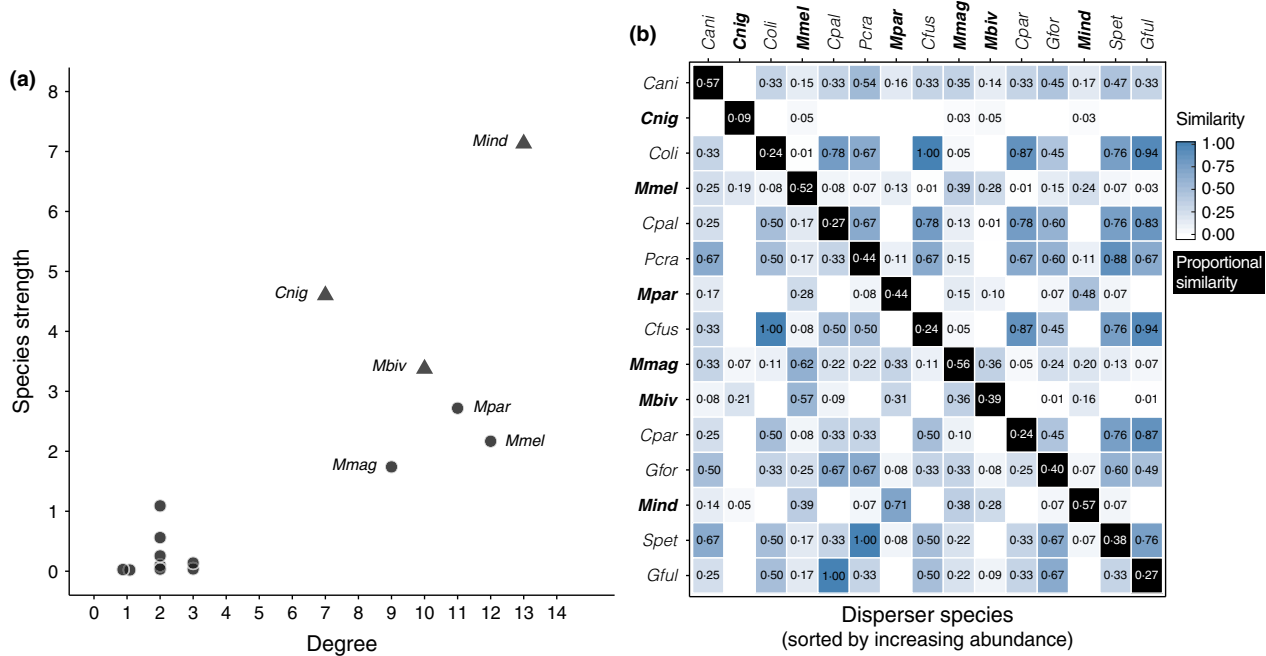 (a)
Species strength
8
7
6
5
4
3
2
1
0
Mind
Cnig
Mbiv
Mpar
Mmel
Mmag
0 1 2 3 4 5 6 7 8 9 10 11 12 13 14
Degree
(b)
Cani Cnig Coli Mmel Cpal Pcra Mpar Cfus Mmag Mbiv Cpar Gfor Mind Spet Gful
Cani 0·57 0·33 0·15 0·33 0·54 0·16 0·33 0·35 0·14 0·33 0·45 0·17 0·47 0·33
Cnig 0·09 0·05 0·03 0·05 0·03
Coli 0·33 0·24 0·01 0·78 0·67 1·00 0·05 0·87 0·45 0·76 0·94
Mmel 0·25 0·19 0·08 0·52 0·08 0·07 0·13 0·01 0·39 0·28 0·01 0·15 0·24 0·07 0·03
Cpal 0·25 0·50 0·17 0·27 0·67 0·78 0·13 0·01 0·78 0·60 0·76 0·83
Pcra 0·67 0·50 0·17 0·33 0·44 0·11 0·67 0·15 0·67 0·60 0·11 0·88 0·67
Mpar 0·17 0·28 0·08 0·44 0·15 0·10 0·07 0·48 0·07
Cfus 0·33 1·00 0·08 0·50 0·50 0·24 0·05 0·87 0·45 0·76 0·94
Mmag 0·33 0·07 0·11 0·62 0·22 0·22 0·33 0·11 0·56 0·36 0·05 0·24 0·20 0·13 0·07
Mbiv 0·08 0·21 0·57 0·09 0·31 0·36 0·39 0·01 0·16 0·01
Cpar 0·25 0·50 0·08 0·33 0·33 0·50 0·10 0·24 0·45 0·76 0·87
Gfor 0·50 0·33 0·25 0·67 0·67 0·08 0·33 0·33 0·08 0·25 0·40 0·07 0·60 0·49
Mind 0·14 0·05 0·39 0·07 0·71 0·38 0·28 0·07 0·57 0·07
Spet 0·67 0·50 0·17 0·33 1·00 0·08 0·50 0·22 0·33 0·67 0·07 0·38 0·76
Gful 0·25 0·50 0·17 1·00 0·33 0·50 0·22 0·09 0·33 0·67 0·33 0·27
Disperser species
(sorted by increasing abundance)
Similarity
1·00
0·75
0·50
0·25
0·00
Proportional
similarity